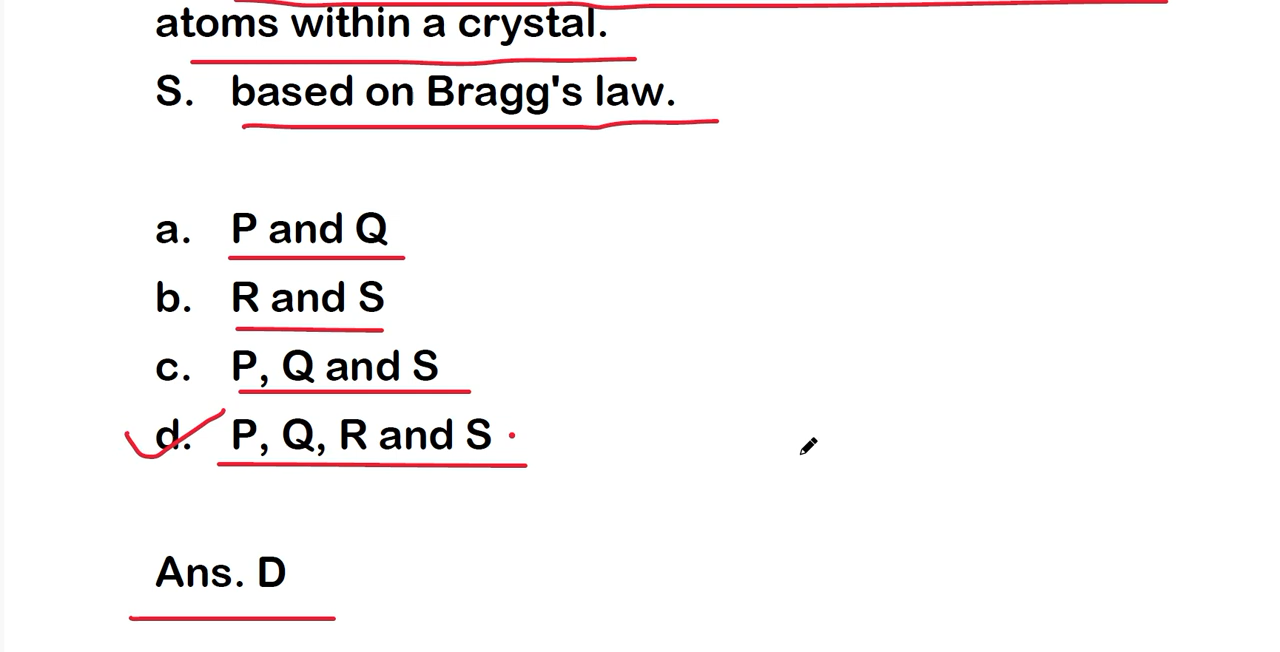 atoms within a crystal.
S. based on Bragg's law.
a. P and Q
b. R and S
c. P, Q and S
d. P, Q, R and S
Ans. D